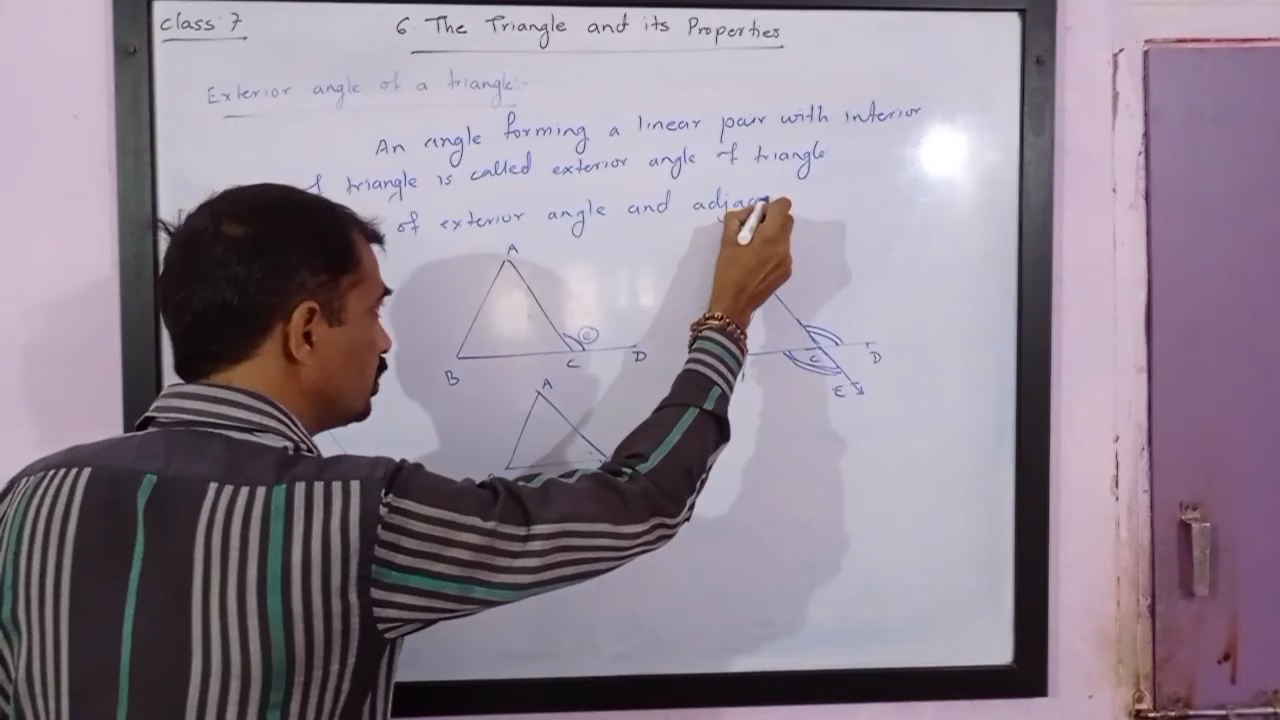 class 7
6. The Triangle and its Properties
Exterior angle of a triangle:-
An angle forming a linear pair with interior
triangle is called exterior angle of triangle
of exterior angle and adjac
A
B
C
D
e
C
D
E
A